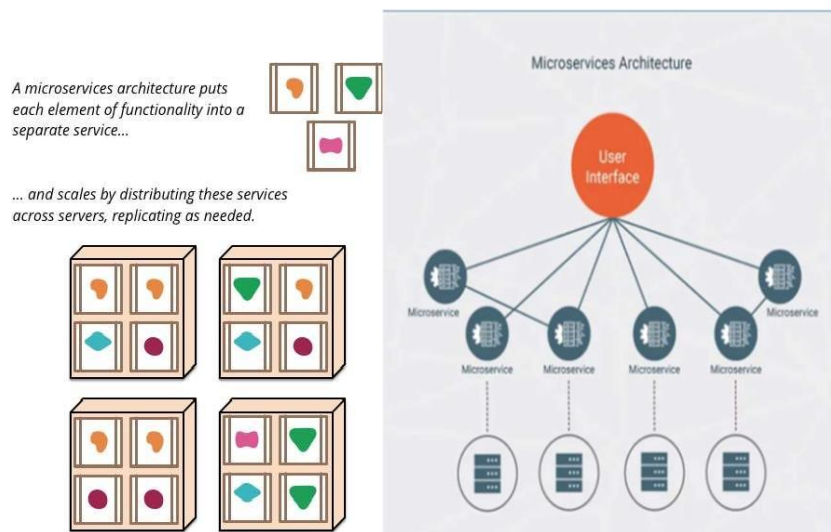 A microservices architecture puts
each element of functionality into a
separate service...
... and scales by distributing these services
across servers, replicating as needed.
Microservices Architecture
User
Interface
Microservice
Microservice
Microservice
Microservice
Microservice
Microservice